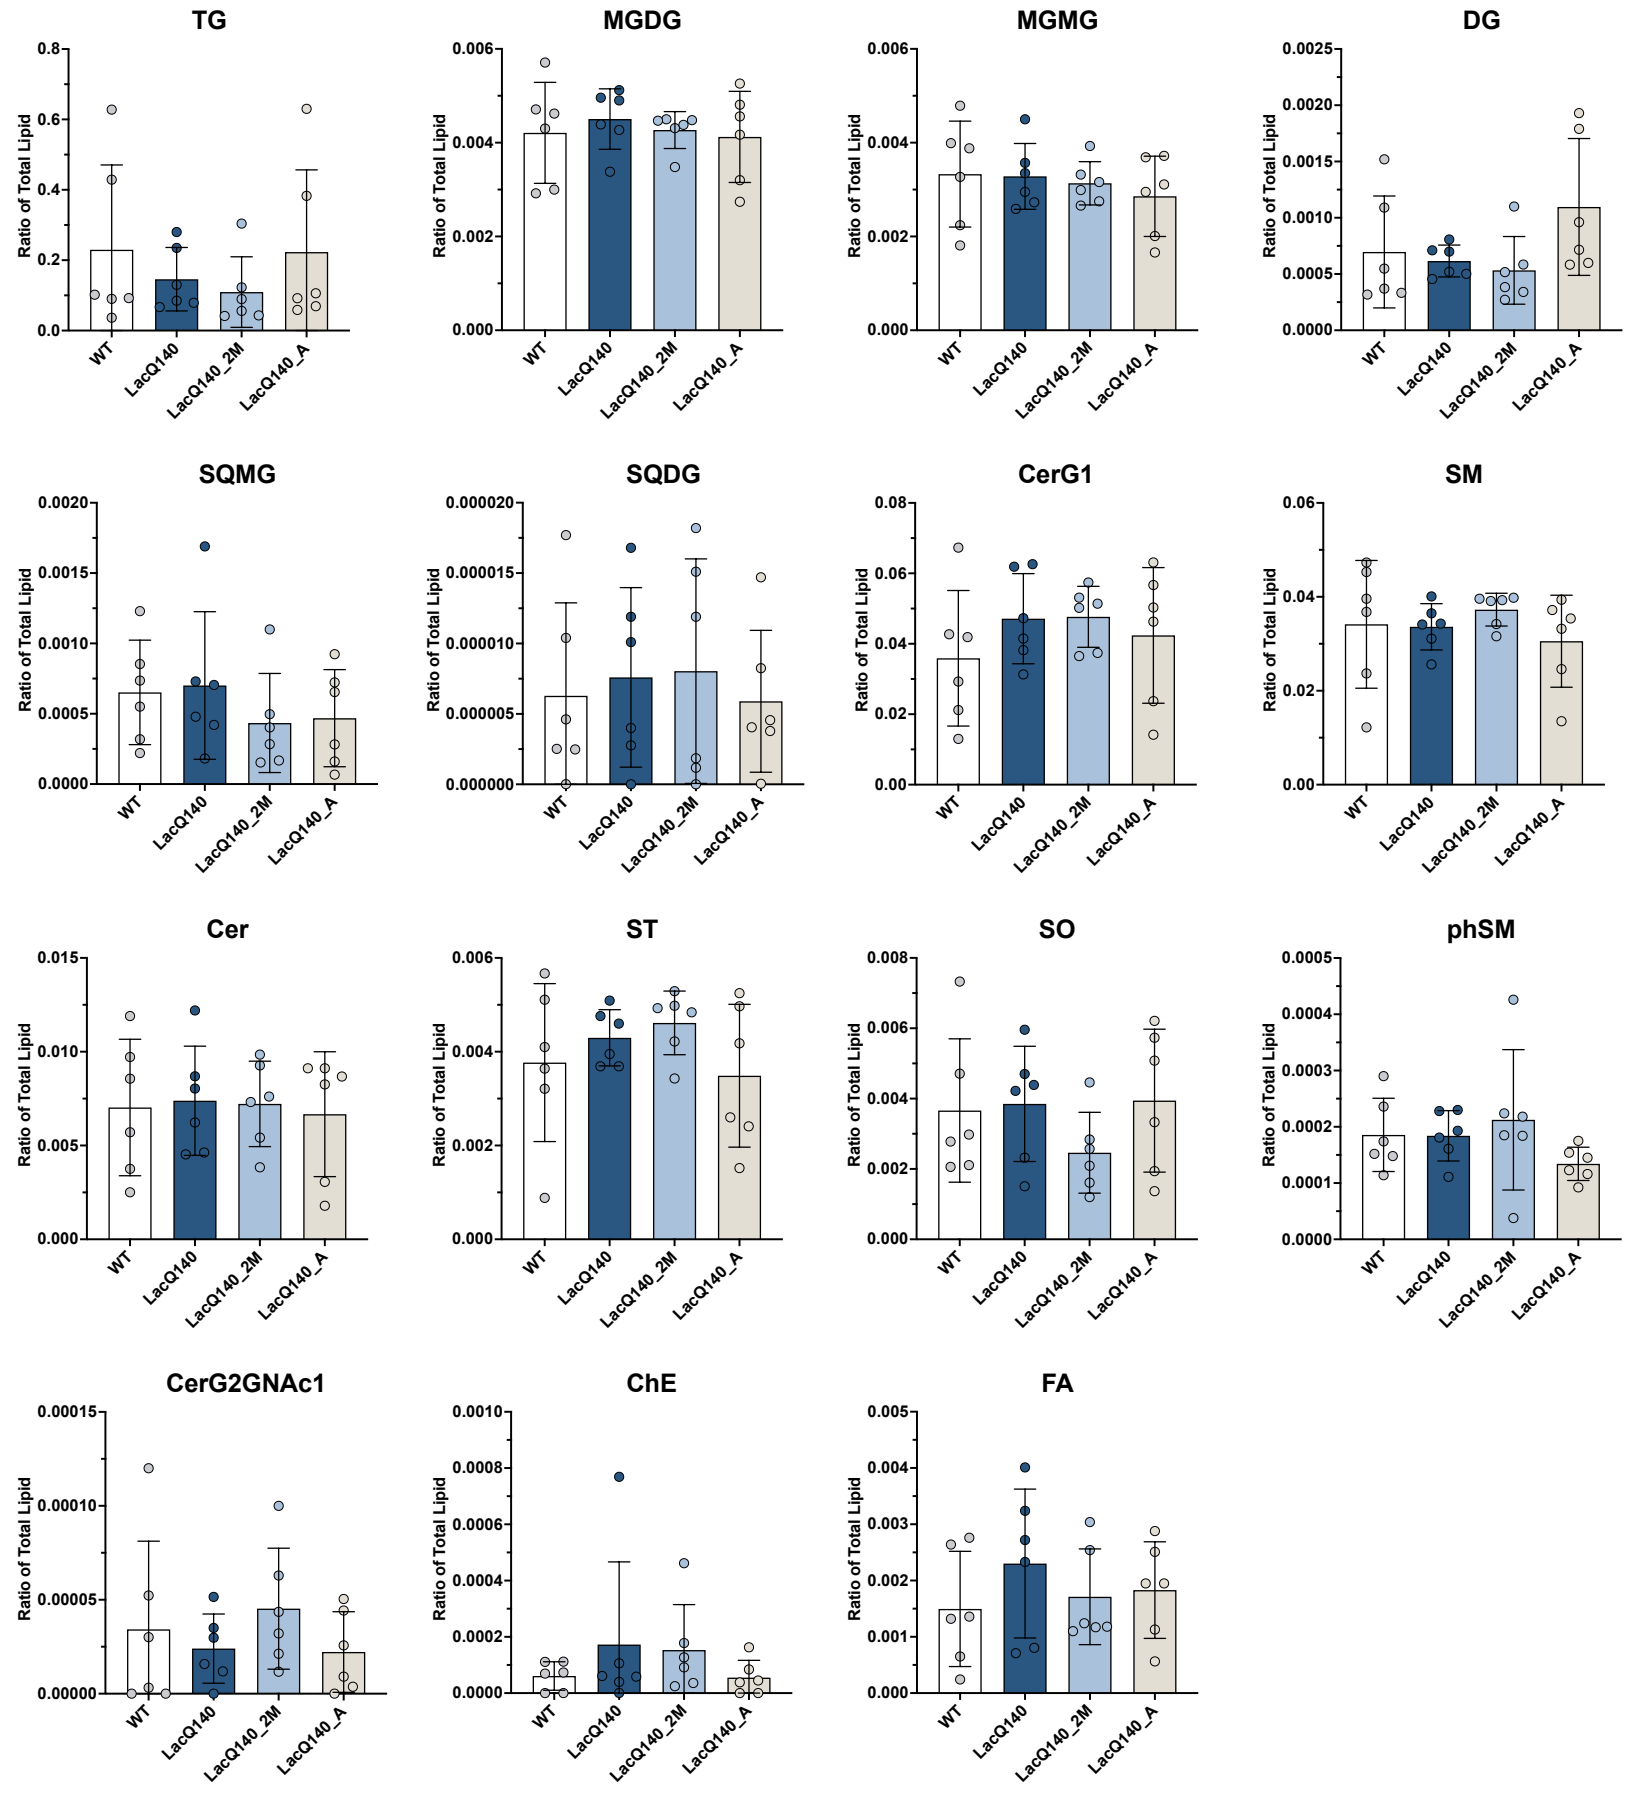 TG
Ratio of Total Lipid
0.8
0.6
0.4
0.2
0.0
WT
LacQ140
LacQ140_2M
LacQ140_A
MGDG
Ratio of Total Lipid
0.006
0.004
0.002
0.000
WT
LacQ140
LacQ140_2M
LacQ140_A
MGMG
Ratio of Total Lipid
0.006
0.004
0.002
0.000
WT
LacQ140
LacQ140_2M
LacQ140_A
DG
Ratio of Total Lipid
0.0025
0.0020
0.0015
0.0010
0.0005
0.0000
WT
LacQ140
LacQ140_2M
LacQ140_A
SQMG
Ratio of Total Lipid
0.0020
0.0015
0.0010
0.0005
0.0000
WT
LacQ140
LacQ140_2M
LacQ140_A
SQDG
Ratio of Total Lipid
0.000020
0.000015
0.000010
0.000005
0.000000
WT
LacQ140
LacQ140_2M
LacQ140_A
CerG1
Ratio of Total Lipid
0.08
0.06
0.04
0.02
0.00
WT
LacQ140
LacQ140_2M
LacQ140_A
SM
Ratio of Total Lipid
0.06
0.04
0.02
0.00
WT
LacQ140
LacQ140_2M
LacQ140_A
Cer
Ratio of Total Lipid
0.015
0.010
0.005
0.000
WT
LacQ140
LacQ140_2M
LacQ140_A
ST
Ratio of Total Lipid
0.006
0.004
0.002
0.000
WT
LacQ140
LacQ140_2M
LacQ140_A
SO
Ratio of Total Lipid
0.008
0.006
0.004
0.002
0.000
WT
LacQ140
LacQ140_2M
LacQ140_A
phSM
Ratio of Total Lipid
0.0005
0.0004
0.0003
0.0002
0.0001
0.0000
WT
LacQ140
LacQ140_2M
LacQ140_A
CerG2GNAc1
Ratio of Total Lipid
0.00015
0.00010
0.00005
0.00000
WT
LacQ140
LacQ140_2M
LacQ140_A
ChE
Ratio of Total Lipid
0.0010
0.0008
0.0006
0.0004
0.0002
0.0000
WT
LacQ140
LacQ140_2M
LacQ140_A
FA
Ratio of Total Lipid
0.005
0.004
0.003
0.002
0.001
0.000
WT
LacQ140
LacQ140_2M
LacQ140_A